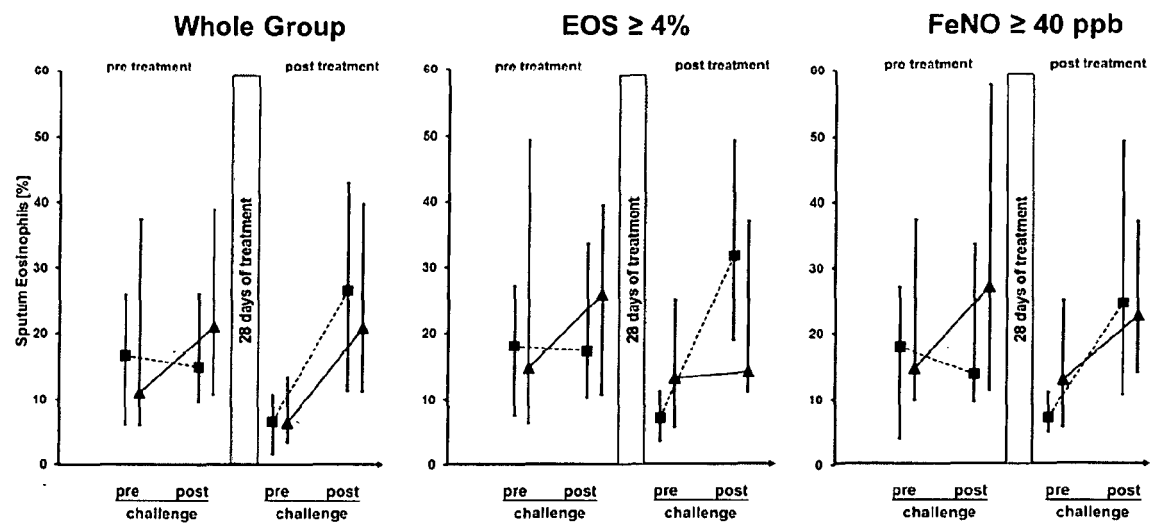 Whole Group
EOS ≥ 4%
FeNO ≥ 40 ppb
pre treatment
post treatment
pre treatment
post treatment
pre treatment
post treatment
Sputum Eosinophils [%]
60
50
40
30
20
10
0
28 days of treatment
60
50
40
30
20
10
0
28 days of treatment
60
50
40
30
20
10
0
28 days of treatment
pre post
challenge
pre post
challenge
pre post
challenge
pre post
challenge
pre post
challenge
pre post
challenge